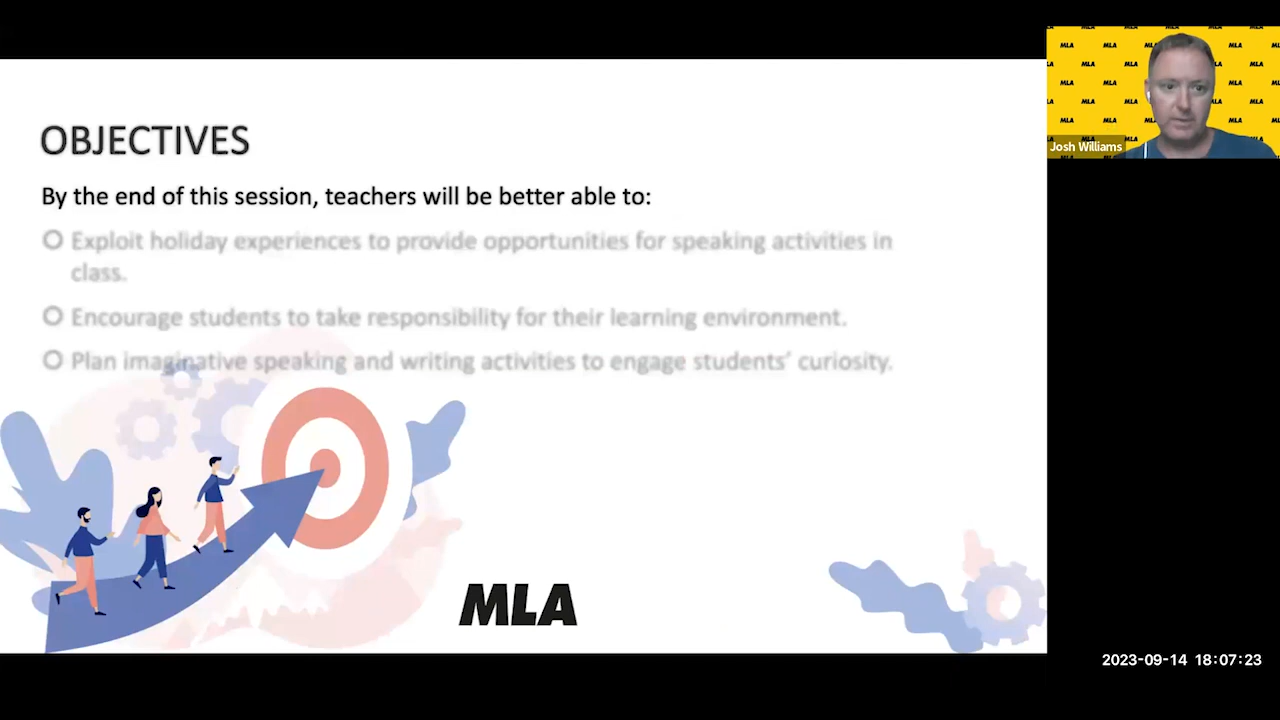 OBJECTIVES
By the end of this session, teachers will be better able to:
Exploit holiday experiences to provide opportunities for speaking activities in
class.
Encourage students to take responsibility for their learning environment.
Plan imaginative speaking and writing activities to engage students’ curiosity.
MLA
Josh Williams
2023-09-14 18:07:23